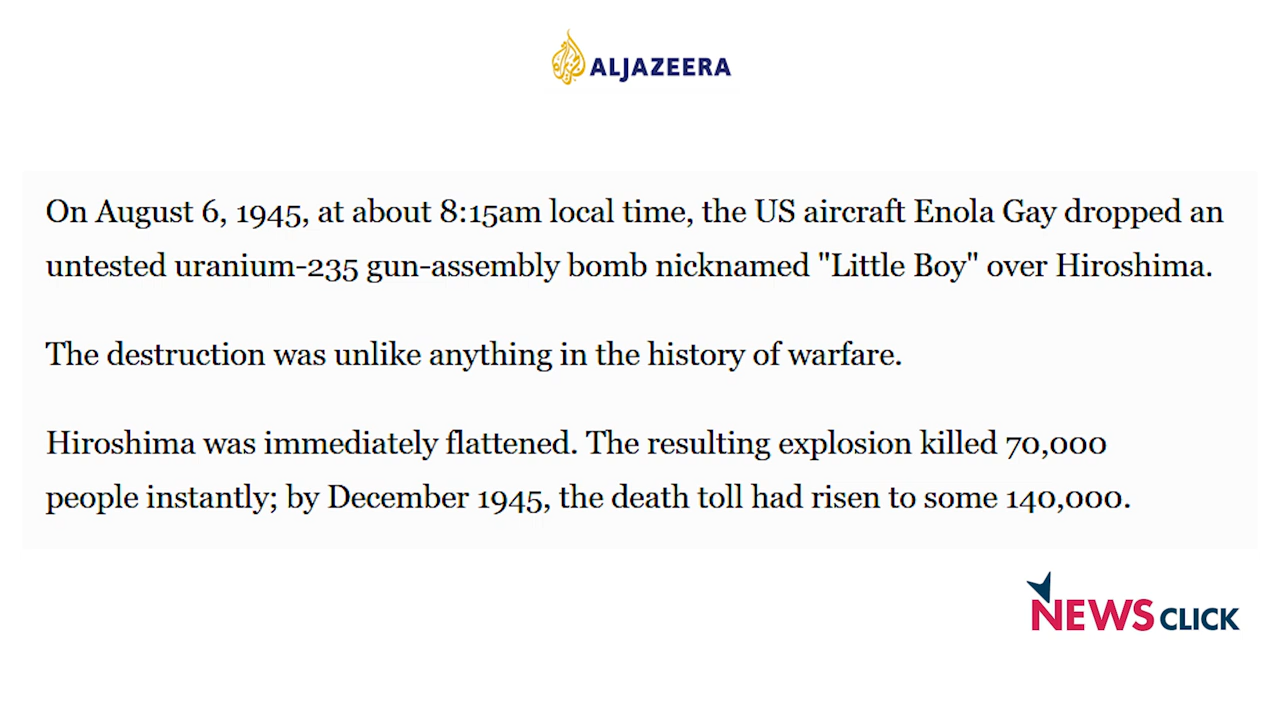 ALJAZEERA
On August 6, 1945, at about 8:15am local time, the US aircraft Enola Gay dropped an
untested uranium-235 gun-assembly bomb nicknamed "Little Boy" over Hiroshima.
The destruction was unlike anything in the history of warfare.
Hiroshima was immediately flattened. The resulting explosion killed 70,000
people instantly; by December 1945, the death toll had risen to some 140,000.
NEWSCLICK